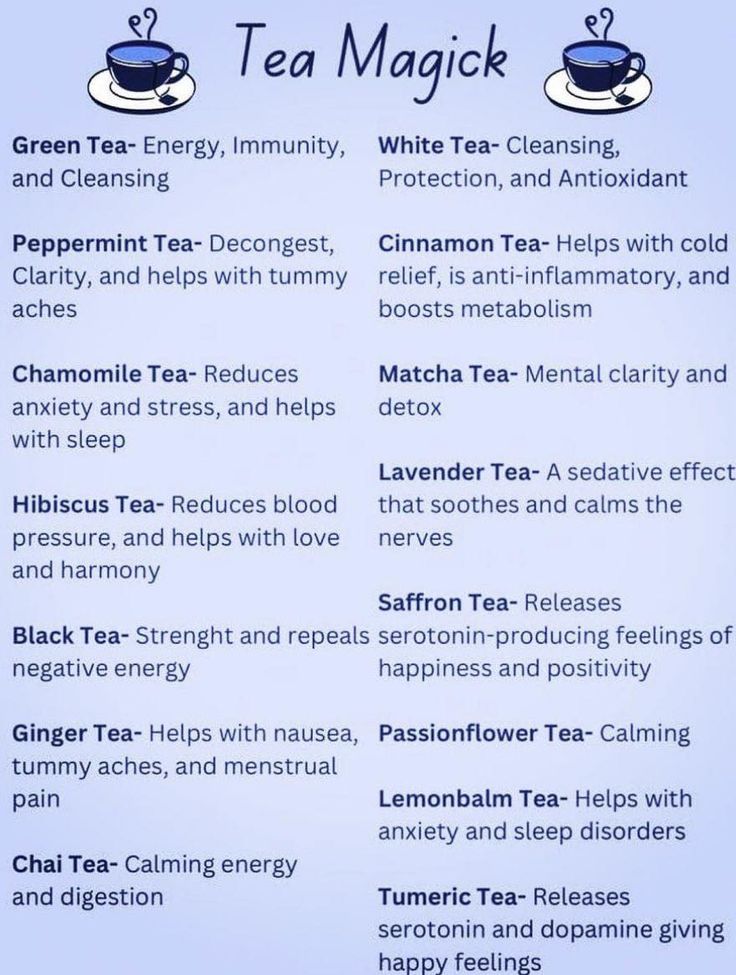 Tea Magick
Green Tea- Energy, Immunity,
and Cleansing
Peppermint Tea- Decongest,
Clarity, and helps with tummy
aches
Chamomile Tea- Reduces
anxiety and stress, and helps
with sleep
Hibiscus Tea- Reduces blood
pressure, and helps with love
and harmony
Black Tea- Strenght and repeals
negative energy
Ginger Tea- Helps with nausea,
tummy aches, and menstrual
pain
Chai Tea- Calming energy
and digestion
White Tea- Cleansing,
Protection, and Antioxidant
Cinnamon Tea- Helps with cold
relief, is anti-inflammatory, and
boosts metabolism
Matcha Tea- Mental clarity and
detox
Lavender Tea- A sedative effect
that soothes and calms the
nerves
Saffron Tea- Releases
serotonin-producing feelings of
happiness and positivity
Passionflower Tea- Calming
Lemonbalm Tea- Helps with
anxiety and sleep disorders
Tumeric Tea- Releases
serotonin and dopamine giving
happy feelings